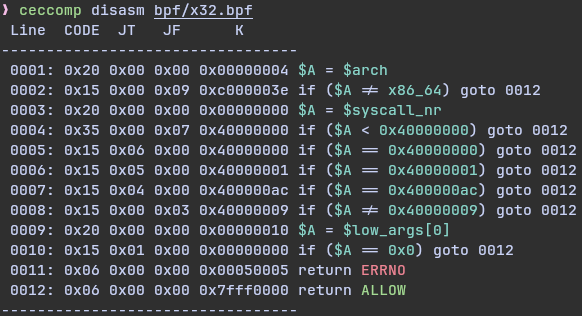 ❯ ceccomp disasm bpf/x32.bpf
Line CODE JT JF K
---------------------------------
0001: 0x20 0x00 0x00 0x00000004 $A = $arch
0002: 0x15 0x00 0x09 0xc000003e if ($A ≠ x86_64) goto 0012
0003: 0x20 0x00 0x00 0x00000000 $A = $syscall_nr
0004: 0x35 0x00 0x07 0x40000000 if ($A < 0x40000000) goto 0012
0005: 0x15 0x06 0x00 0x40000000 if ($A == 0x40000000) goto 0012
0006: 0x15 0x05 0x00 0x40000001 if ($A == 0x40000001) goto 0012
0007: 0x15 0x04 0x00 0x400000ac if ($A == 0x400000ac) goto 0012
0008: 0x15 0x00 0x03 0x40000009 if ($A ≠ 0x40000009) goto 0012
0009: 0x20 0x00 0x00 0x00000010 $A = $low_args[0]
0010: 0x15 0x01 0x00 0x00000000 if ($A == 0x0) goto 0012
0011: 0x06 0x00 0x00 0x00050005 return ERRNO
0012: 0x06 0x00 0x00 0x7fff0000 return ALLOW
---------------------------------